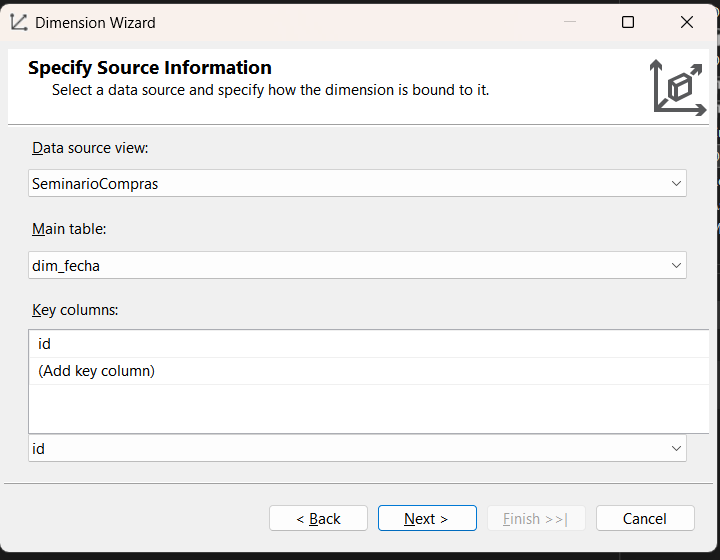 Dimension Wizard
Specify Source Information
Select a data source and specify how the dimension is bound to it.
Data source view:
SeminarioCompras
Main table:
dim_fecha
Key columns:
id
(Add key column)
id
< Back
Next >
Finish >>|
Cancel